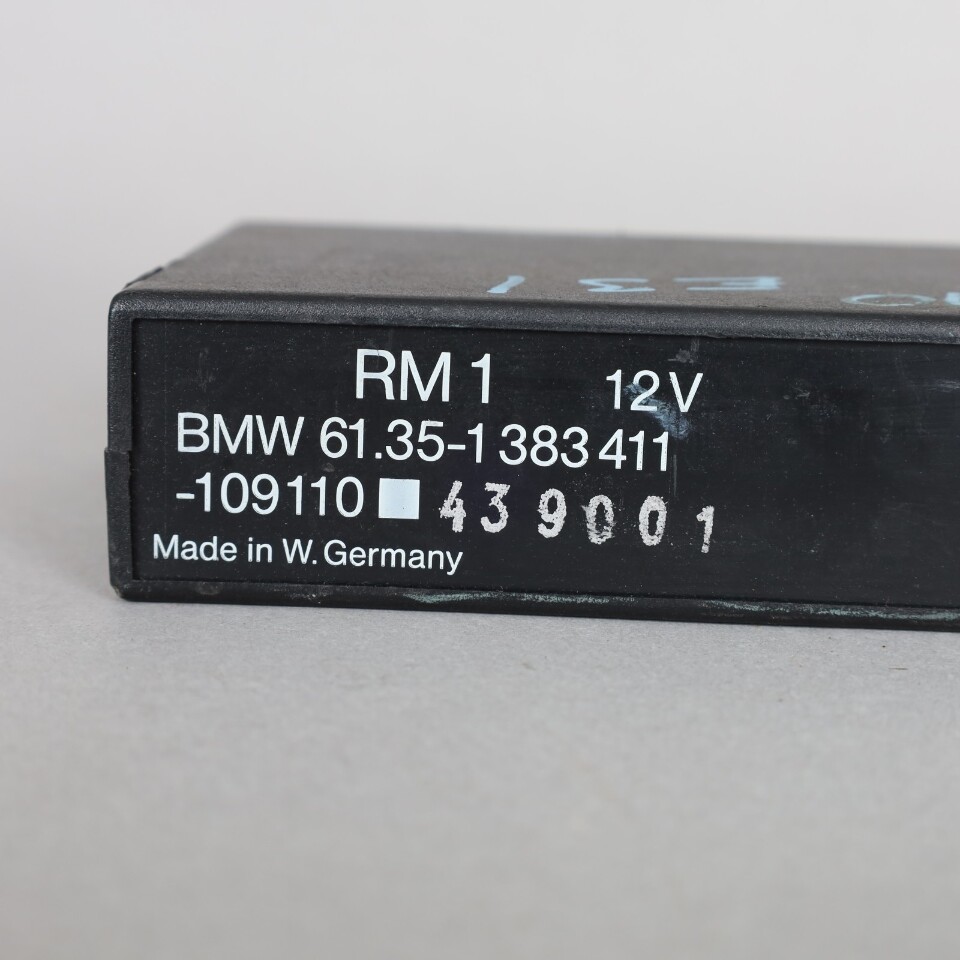 RM 1 12 V
BMW 61.35-1 383 411
-109110 439001
Made in W. Germany